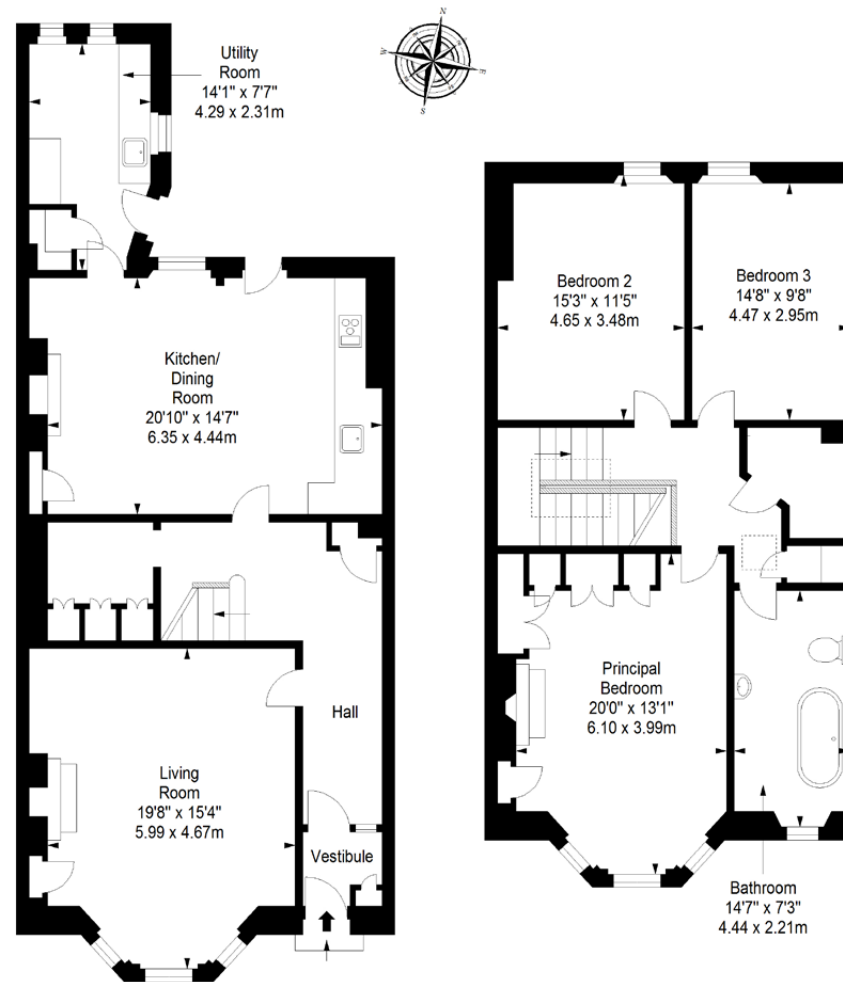 N
W
E
S
Utility
Room
14'1" x 7'7"
4.29 x 2.31m
Kitchen/
Dining
Room
20'10" x 14'7"
6.35 x 4.44m
Hall
Living
Room
19'8" x 15'4"
5.99 x 4.67m
Vestibule
Bedroom 2
15'3" x 11'5"
4.65 x 3.48m
Bedroom 3
14'8" x 9'8"
4.47 x 2.95m
Principal
Bedroom
20'0" x 13'1"
6.10 x 3.99m
Bathroom
14'7" x 7'3"
4.44 x 2.21m